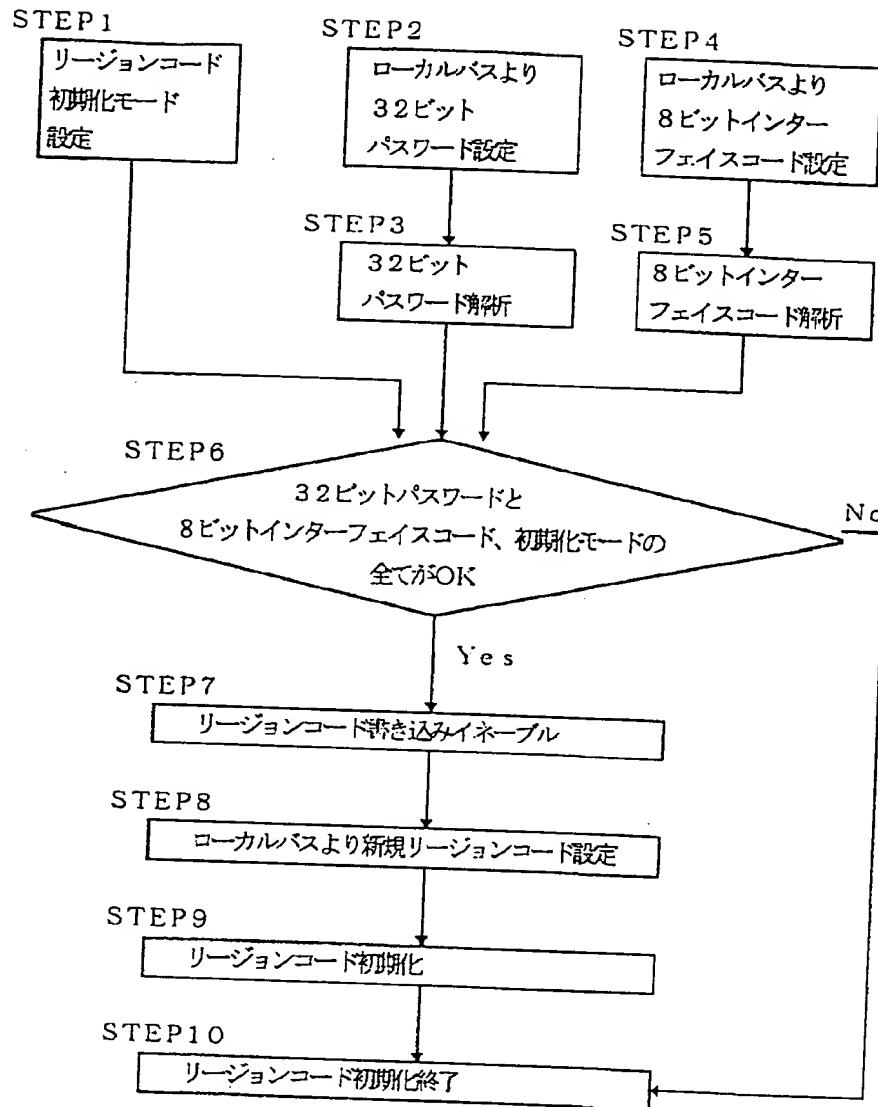 STEP1
リージョンコード
初期化モード
設定
STEP2
ローカルバスより
32ビット
パスワード設定
STEP4
ローカルバスより
8ビットインター
フェイスコード設定
STEP3
32ビット
パスワード解析
STEP5
8ビットインター
フェイスコード解析
STEP6
32ビットパスワードと
8ビットインターフェイスコード、初期化モードの
全てがOK
No
Yes
STEP7
リージョンコード書き込みイネーブル
STEP8
ローカルバスより新規リージョンコード設定
STEP9
リージョンコード初期化
STEP10
リージョンコード初期化終了